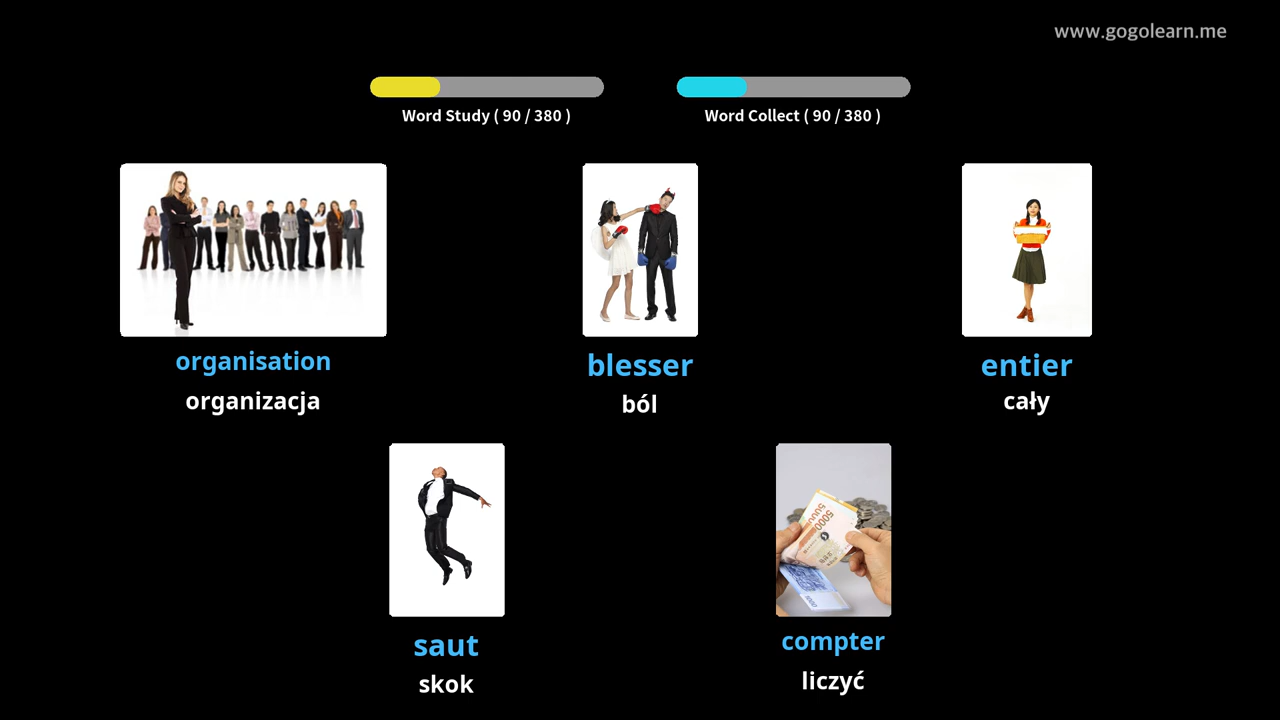 www.gogolearn.me
Word Study ( 90 / 380 )
Word Collect ( 90 / 380 )
organisation
organizacja
blesser
ból
entier
cały
saut
skok
compter
liczyć